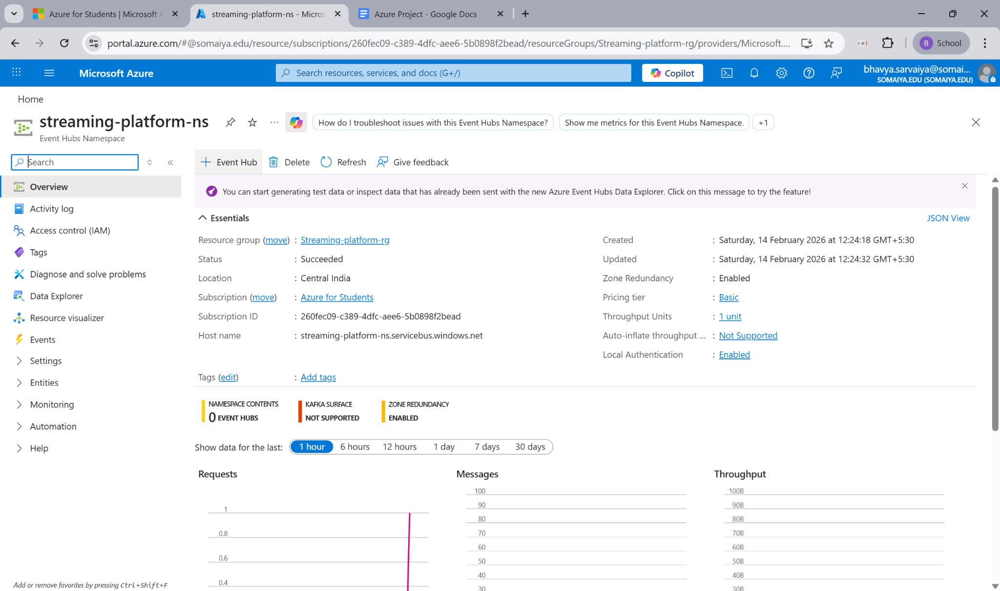 Azure for Students | Microsoft A
streaming-platform-ns - Micros
Azure Project - Google Docs
portal.azure.com/#@somaiya.edu/resource/subscriptions/260fec09-c389-4dfc-aee6-5b0898f2bead/resourceGroups/Streaming-platform-rg/providers/Microsoft....
B School
Microsoft Azure
Search resources, services, and docs (G+/)
Copilot
bhavya.sarvaiya@somai...
SOMAIYA.EDU (SOMAIYA.EDU)
Home
streaming-platform-ns
Event Hubs Namespace
How do I troubleshoot issues with this Event Hubs Namespace?
Show me metrics for this Event Hubs Namespace.
+1
Search
Overview
Activity log
Access control (IAM)
Tags
Diagnose and solve problems
Data Explorer
Resource visualizer
Events
Settings
Entities
Monitoring
Automation
Help
Add or remove favorites by pressing Ctrl+Shift+F
Event Hub
Delete
Refresh
Give feedback
You can start generating test data or inspect data that has already been sent with the new Azure Event Hubs Data Explorer. Click on this message to try the feature!
Essentials
JSON View
Resource group (move) : Streaming-platform-rg
Status : Succeeded
Location : Central India
Subscription (move) : Azure for Students
Subscription ID : 260fec09-c389-4dfc-aee6-5b0898f2bead
Host name : streaming-platform-ns.servicebus.windows.net
Created : Saturday, 14 February 2026 at 12:24:18 GMT+5:30
Updated : Saturday, 14 February 2026 at 12:24:32 GMT+5:30
Zone Redundancy : Enabled
Pricing tier : Basic
Throughput Units : 1 unit
Auto-inflate throughput ... : Not Supported
Local Authentication : Enabled
Tags (edit) : Add tags
NAMESPACE CONTENTS
0 EVENT HUBS
KAFKA SURFACE
NOT SUPPORTED
ZONE REDUNDANCY
ENABLED
Show data for the last:
1 hour
6 hours
12 hours
1 day
7 days
30 days
Requests
1
0.8
0.6
0.4
Messages
100
90
80
70
60
50
40
30
Throughput
100B
90B
80B
70B
60B
50B
40B
30B